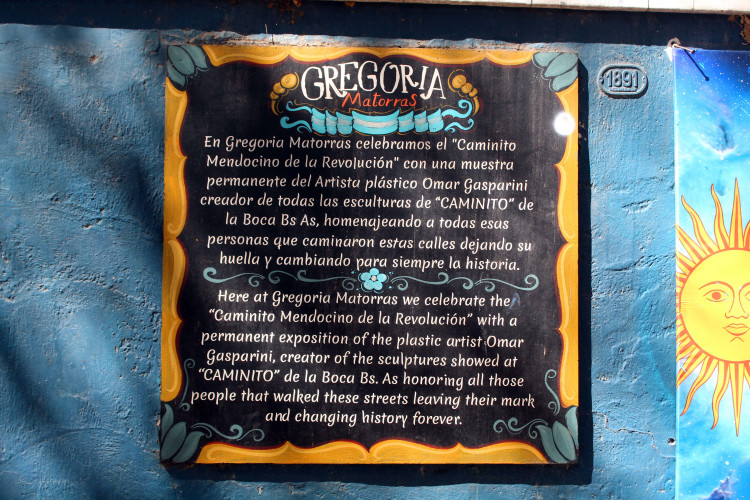 GREGORIA
Matorras
1891
En Gregoria Matorras celebramos el "Caminito
Mendocino de la Revolución" con una muestra
permanente del Artista plástico Omar Gasparini
creador de todas las esculturas de "CAMINITO" de
la Boca Bs As, homenajeando a todas esas
personas que caminaron estas calles dejando su
huella y cambiando para siempre la historia.
Here at Gregoria Matorras we celebrate the
"Caminito Mendocino de la Revolución" with a
permanent exposition of the plastic artist Omar
Gasparini, creator of the sculptures showed at
"CAMINITO" de la Boca Bs. As honoring all those
people that walked these streets leaving their mark
and changing history forever.